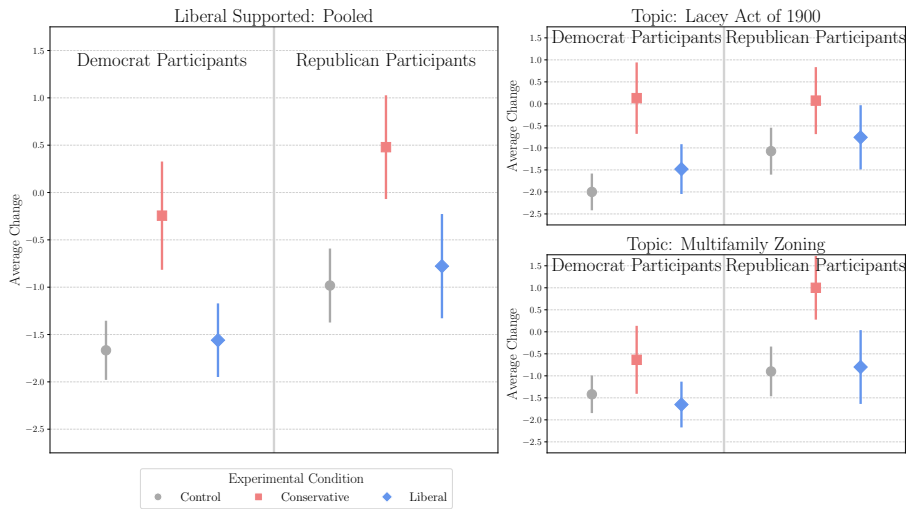 Liberal Supported: Pooled
Democrat Participants
Republican Participants
Average Change
1.5
1.0
0.5
0.0
−0.5
−1.0
−1.5
−2.0
−2.5
Topic: Lacey Act of 1900
Democrat Participants
Republican Participants
Average Change
1.5
1.0
0.5
0.0
−0.5
−1.0
−1.5
−2.0
−2.5
Topic: Multifamily Zoning
Democrat Participants
Republican Participants
Average Change
1.5
1.0
0.5
0.0
−0.5
−1.0
−1.5
−2.0
−2.5
Experimental Condition
Control
Conservative
Liberal